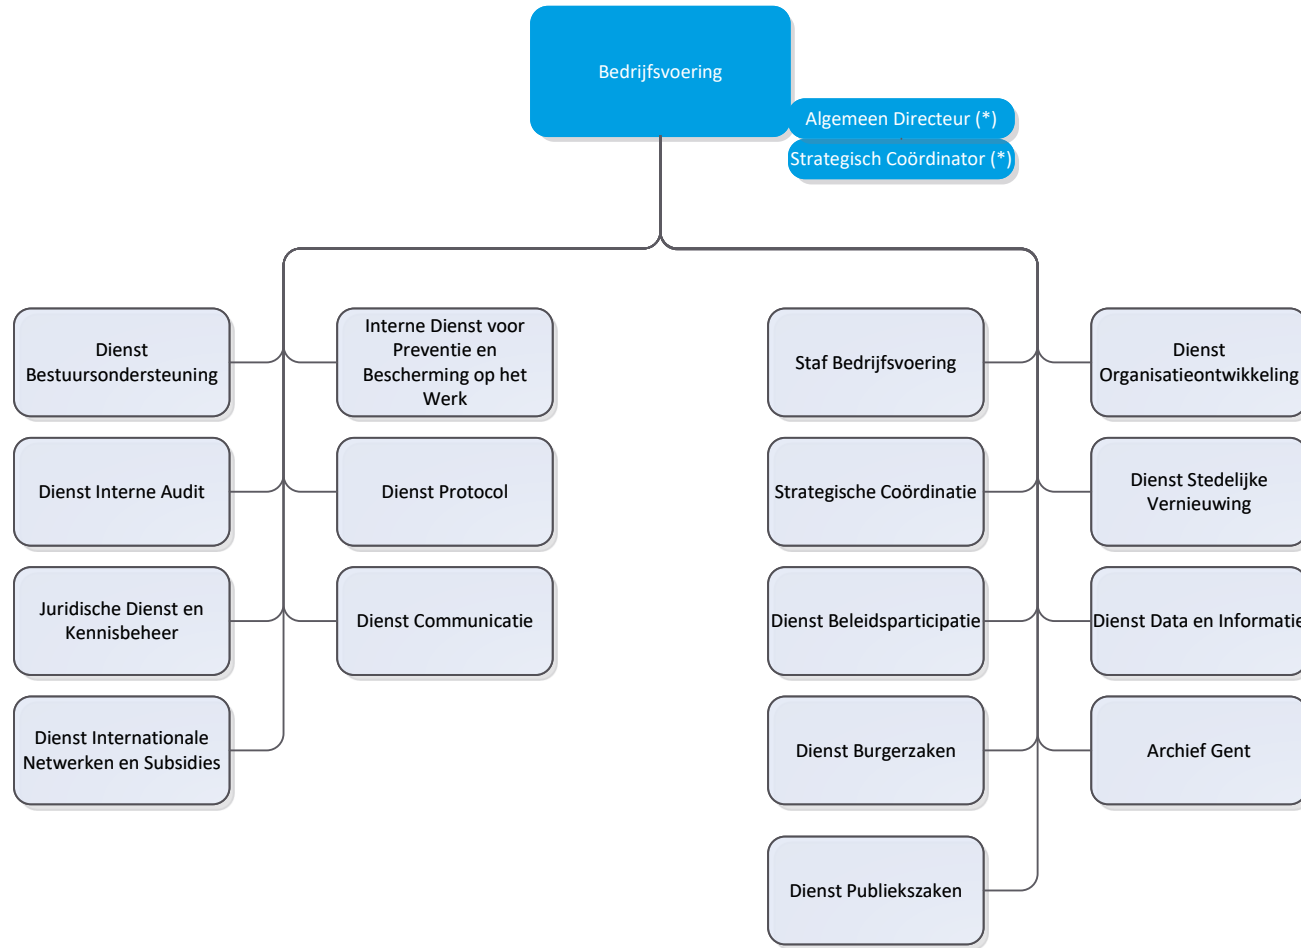 Bedrijfsvoering
Algemeen Directeur (*)
Strategisch Coördinator (*)
Dienst
Bestuursondersteuning
Interne Dienst voor
Preventie en
Bescherming op het
Werk
Staf Bedrijfsvoering
Dienst
Organisatieontwikkeling
Dienst Interne Audit
Dienst Protocol
Strategische Coördinatie
Dienst Stedelijke
Vernieuwing
Juridische Dienst en
Kennisbeheer
Dienst Communicatie
Dienst Beleidsparticipatie
Dienst Data en Informatie
Dienst Internationale
Netwerken en Subsidies
Dienst Burgerzaken
Archief Gent
Dienst Publiekszaken